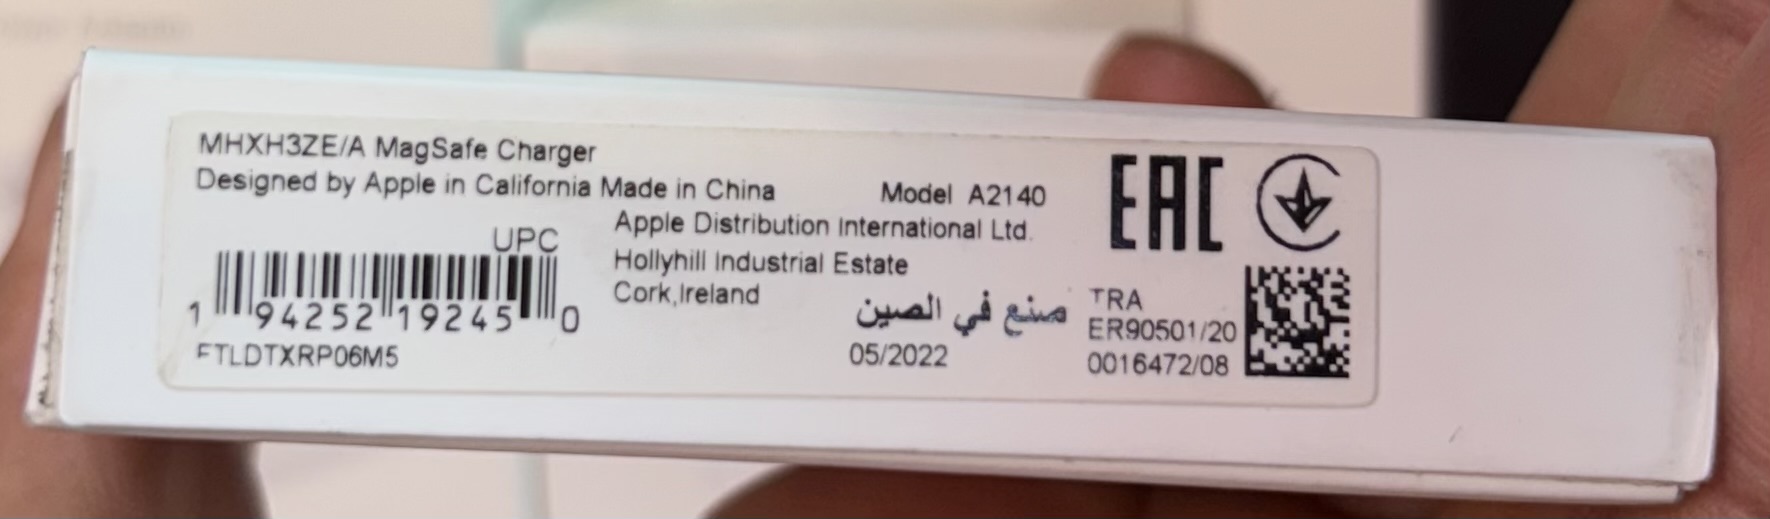 MHXH3ZE/A MagSafe Charger
Designed by Apple in California Made in China
Model A2140
Apple Distribution International Ltd.
Hollyhill Industrial Estate
Cork,Ireland
UPC
1 94252 19245 0
FTLDTXRP06M5
صنع في الصين
05/2022
EAC
TRA
ER90501/20
0016472/08